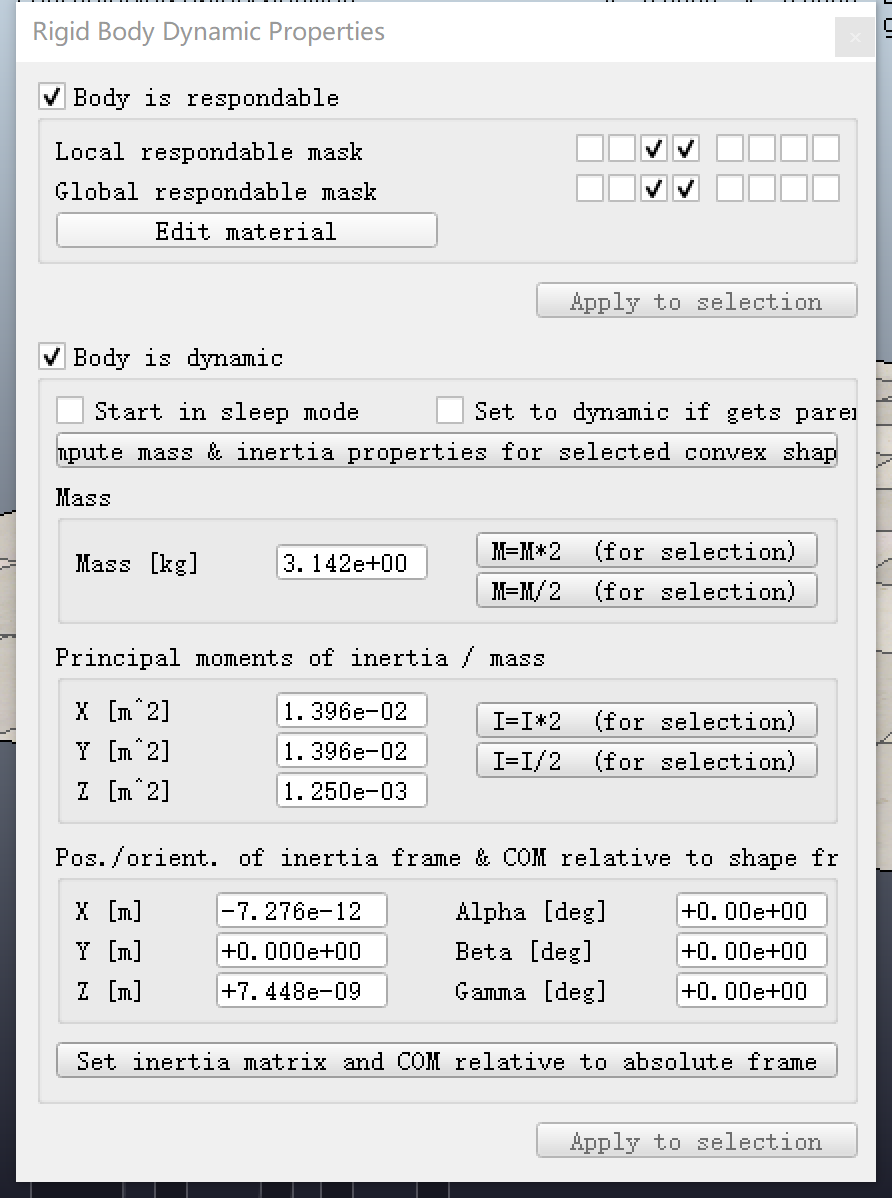 Rigid Body Dynamic Properties
Body is respondable
Local respondable mask
Global respondable mask
Edit material
Apply to selection
Body is dynamic
Start in sleep mode Set to dynamic if gets paren
mpute mass & inertia properties for selected convex shap
Mass
Mass [kg] 3.142e+00 M=M*2 (for selection)
M=M/2 (for selection)
Principal moments of inertia / mass
X [m^2] 1.396e-02 I=I*2 (for selection)
Y [m^2] 1.396e-02 I=I/2 (for selection)
Z [m^2] 1.250e-03
Pos./orient. of inertia frame & COM relative to shape fr
X [m] -7.276e-12 Alpha [deg] +0.00e+00
Y [m] +0.000e+00 Beta [deg] +0.00e+00
Z [m] +7.448e-09 Gamma [deg] +0.00e+00
Set inertia matrix and COM relative to absolute frame
Apply to selection